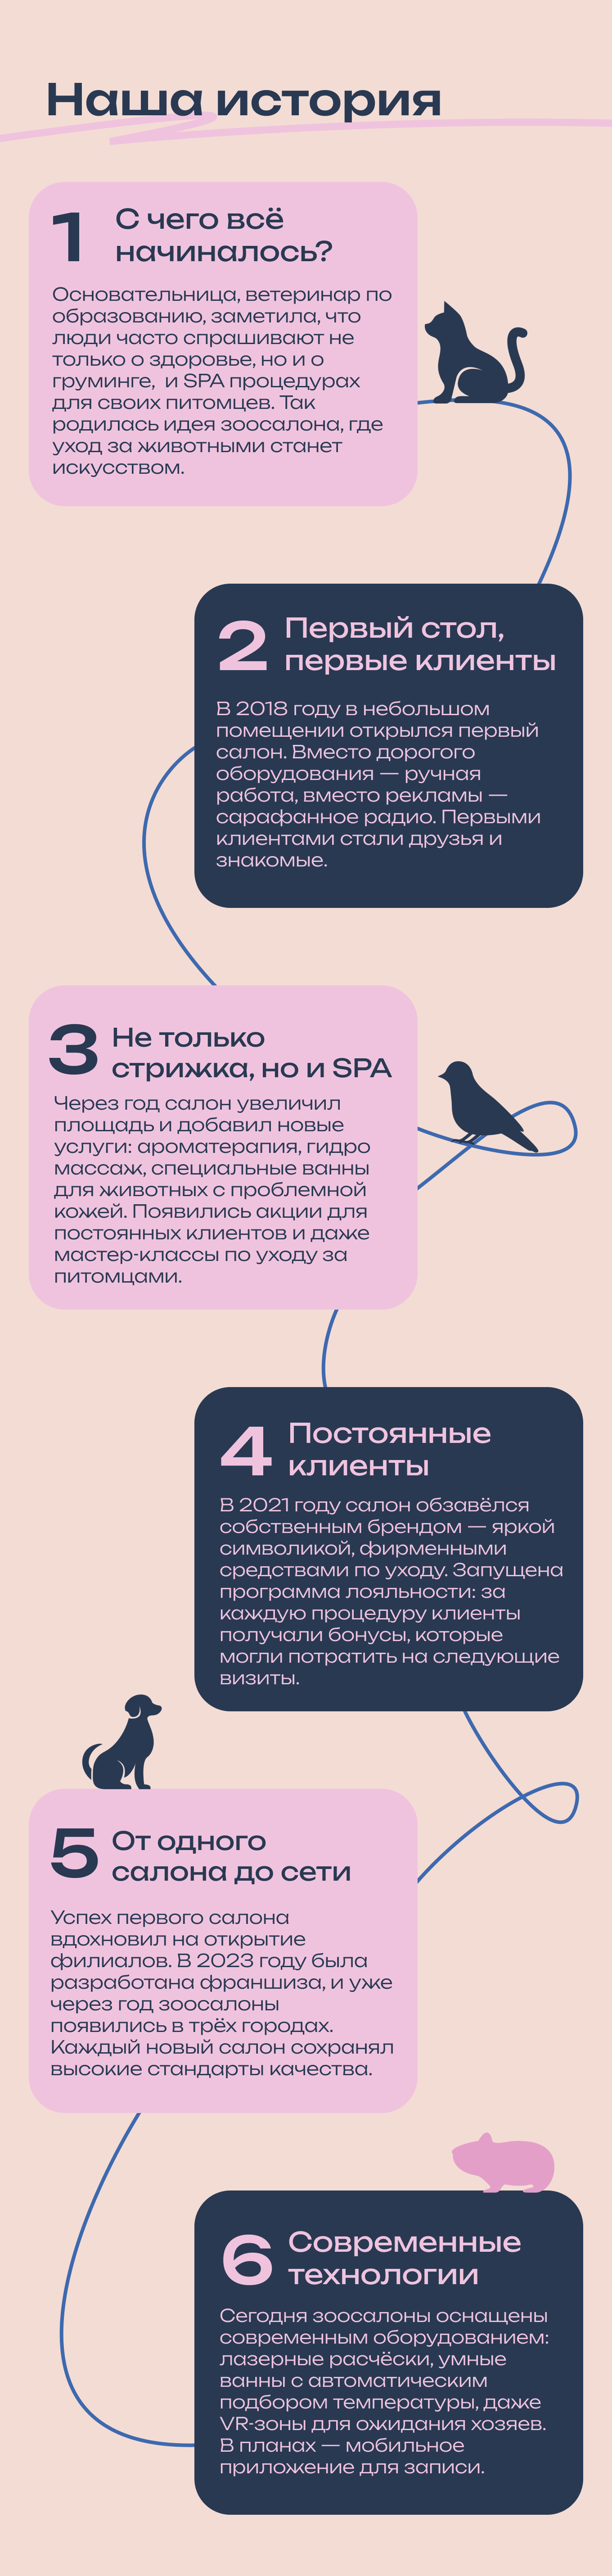 Наша история
1
С чего всё
начиналось?
Основательница, ветеринар по
образованию, заметила, что
люди часто спрашивают не
только о здоровье, но и о
груминге,  и SPA процедурах
для своих питомцев. Так
родилась идея зоосалона, где
уход за животными станет
искусством.
2
Первый стол,
первые клиенты
В 2018 году в небольшом
помещении открылся первый
салон. Вместо дорогого
оборудования — ручная
работа, вместо рекламы —
сарафанное радио. Первыми
клиентами стали друзья и
знакомые.
3
Не только
стрижка, но и SPA
Через год салон увеличил
площадь и добавил новые
услуги: ароматерапия, гидро
массаж, специальные ванны
для животных с проблемной
кожей. Появились акции для
постоянных клиентов и даже
мастер-классы по уходу за
питомцами.
4
Постоянные
клиенты
В 2021 году салон обзавёлся
собственным брендом — яркой
символикой, фирменными
средствами по уходу. Запущена
программа лояльности: за
каждую процедуру клиенты
получали бонусы, которые
могли потратить на следующие
визиты.
5
От одного
салона до сети
Успех первого салона
вдохновил на открытие
филиалов. В 2023 году была
разработана франшиза, и уже
через год зоосалоны
появились в трёх городах.
Каждый новый салон сохранял
высокие стандарты качества.
6
Современные
технологии
Сегодня зоосалоны оснащены
современным оборудованием:
лазерные расчёски, умные
ванны с автоматическим
подбором температуры, даже
VR-зоны для ожидания хозяев.
В планах — мобильное
приложение для записи.